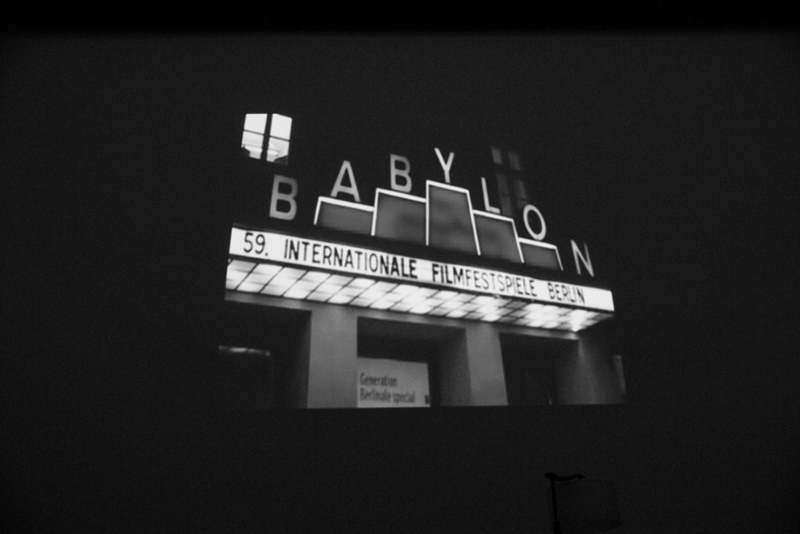 BABYLON
59. INTERNATIONALE FILMFESTSPIELE BERLIN
Generation
Berlinale special